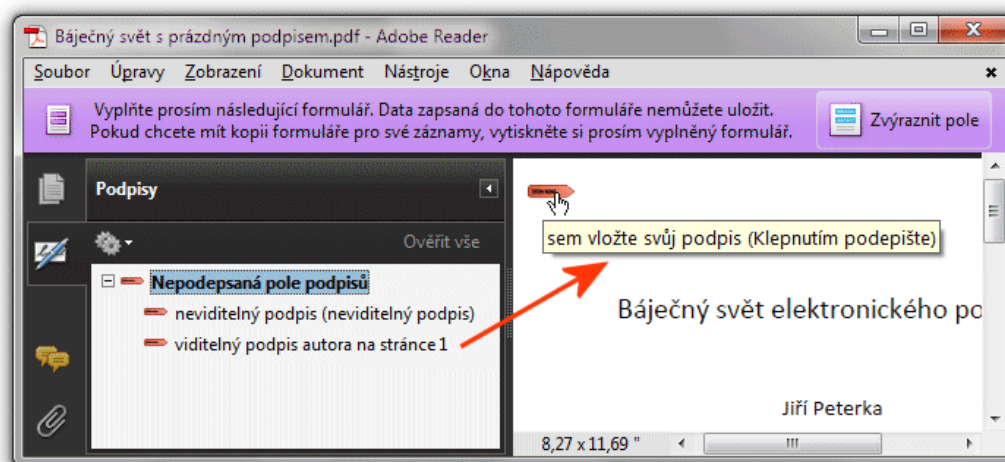 Báječný svět s prázdným podpisem.pdf - Adobe Reader
Soubor Úpravy Zobrazení Dokument Nástroje Okna Nápověda
Vyplňte prosím následující formulář. Data zapsaná do tohoto formuláře nemůžete uložit.
Pokud chcete mít kopii formuláře pro své záznamy, vytiskněte si prosím vyplněný formulář.
Zvýraznit pole
Podpisy
Ověřit vše
Nepodepsaná pole podpisů
neviditelný podpis (neviditelný podpis)
viditelný podpis autora na stránce 1
sem vložte svůj podpis (Klepnutím podepište)
Báječný svět elektronického po
Jiří Peterka
8,27 x 11,69 "